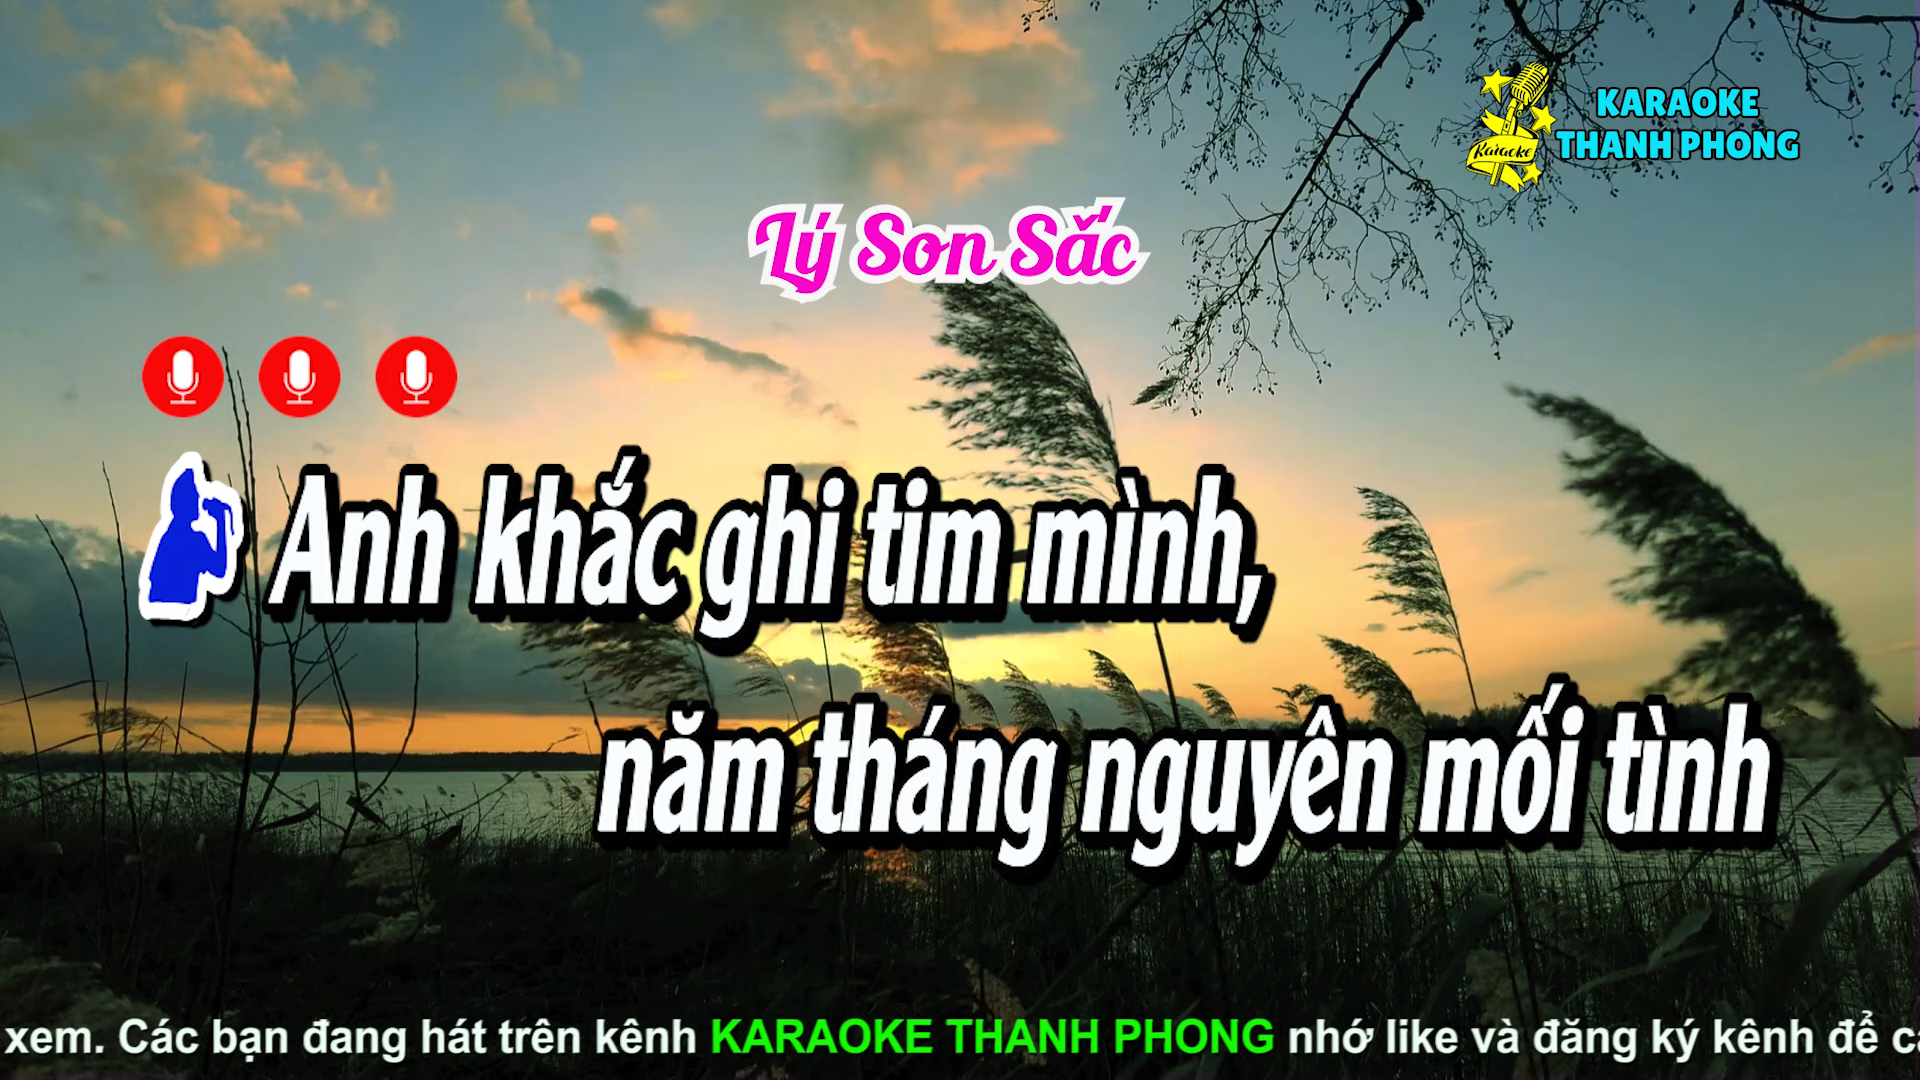 KARAOKE
THANH PHONG
Karaoke
Lý Son Sắc
Anh khắc ghi tim mình,
năm tháng nguyên mối tình
xem. Các bạn đang hát trên kênh KARAOKE THANH PHONG nhớ like và đăng ký kênh để